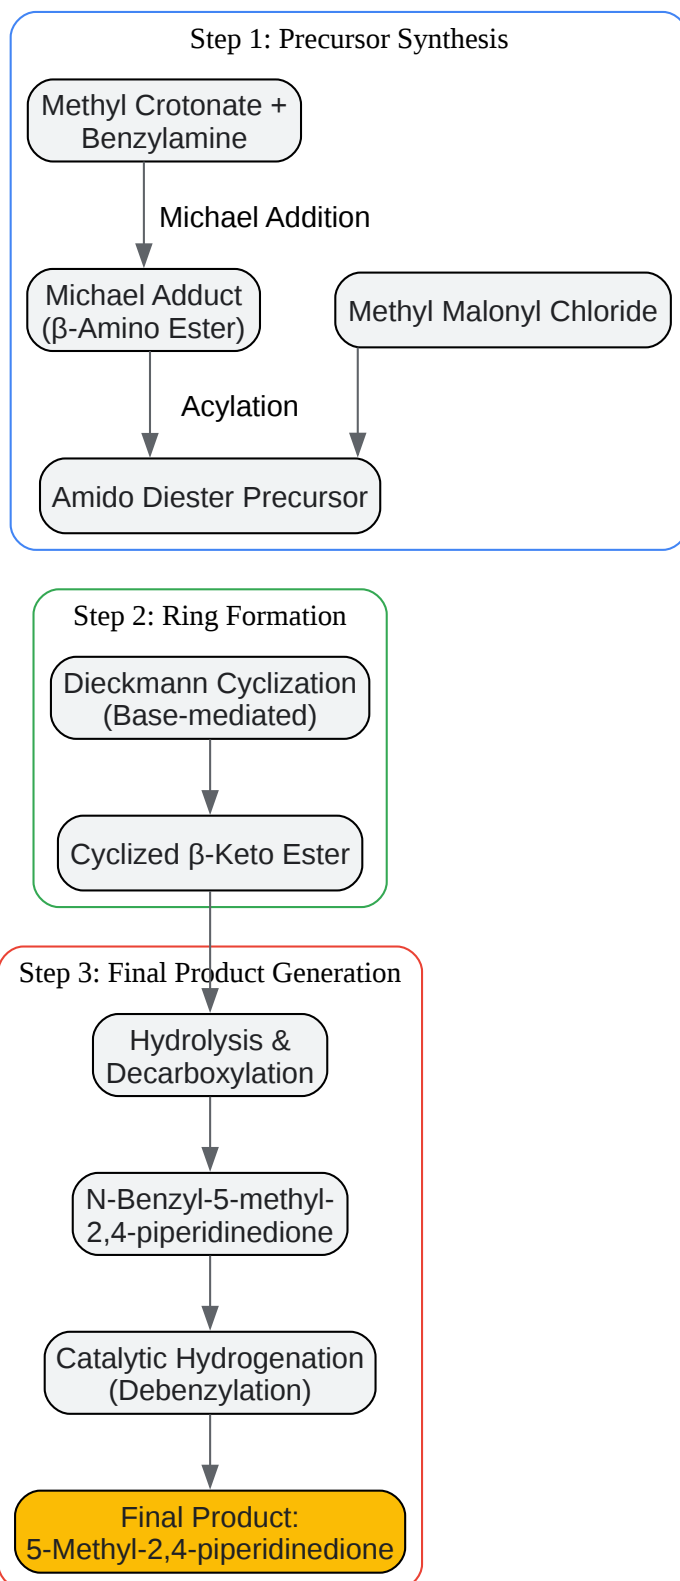 Step 1: Precursor Synthesis
Methyl Crotonate +
Benzylamine
Michael Addition
Michael Adduct
(β-Amino Ester)
Methyl Malonyl Chloride
Acylation
Amido Diester Precursor
Step 2: Ring Formation
Dieckmann Cyclization
(Base-mediated)
Cyclized β-Keto Ester
Step 3: Final Product Generation
Hydrolysis &
Decarboxylation
N-Benzyl-5-methyl-
2,4-piperidinedione
Catalytic Hydrogenation
(Debenzylation)
Final Product:
5-Methyl-2,4-piperidinedione